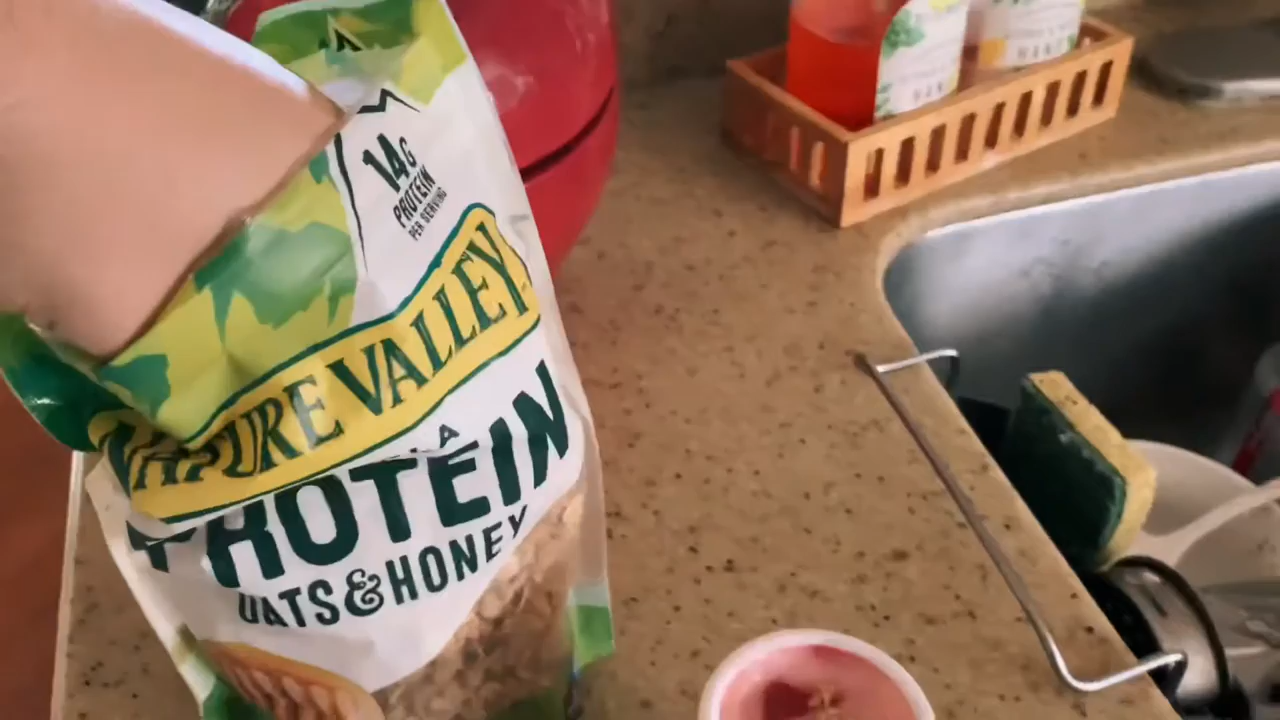 14G
PROTEIN
PER SERVING
NATURE VALLEY
PROTEIN
OATS & HONEY